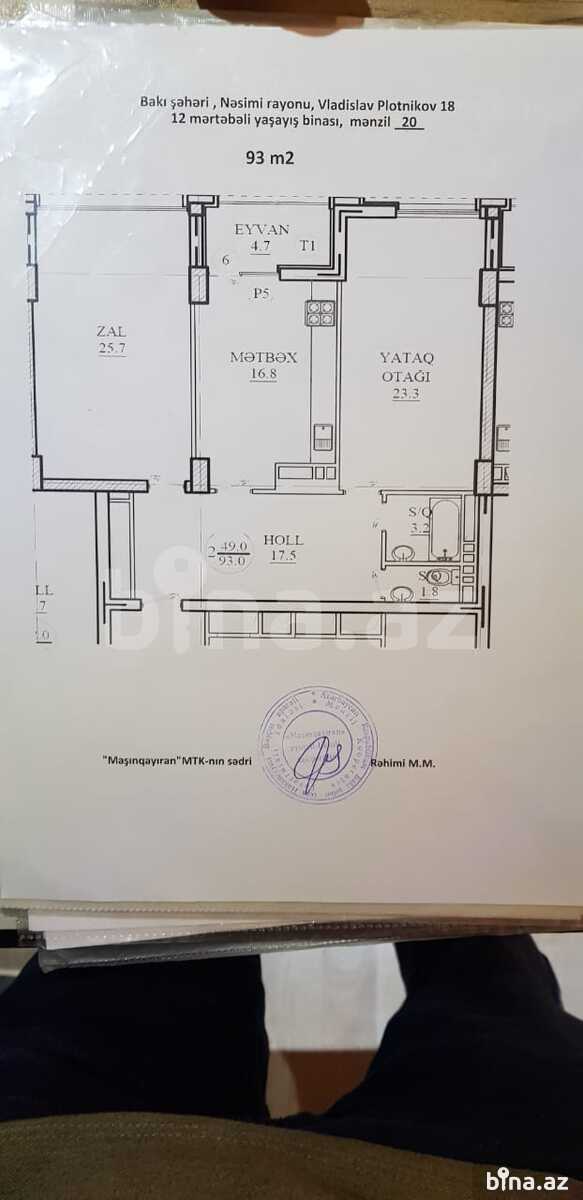 Bakı şəhəri , Nəsimi rayonu, Vladislav Plotnikov 18
12 mərtəbəli yaşayış binası, mənzil 20
93 m2
EYVAN
4.7
T1
6
P5
ZAL
25.7
MƏTBƏX
16.8
YATAQ
OTAĞI
23.3
S/Q
3.2
HOLL
17.5
2 49.0
93.0
S/Q
1.8
LL
7
.0
bina.az
"Maşınqayıran"MTK-nın sədri
Rəhimi M.M.
bina.az